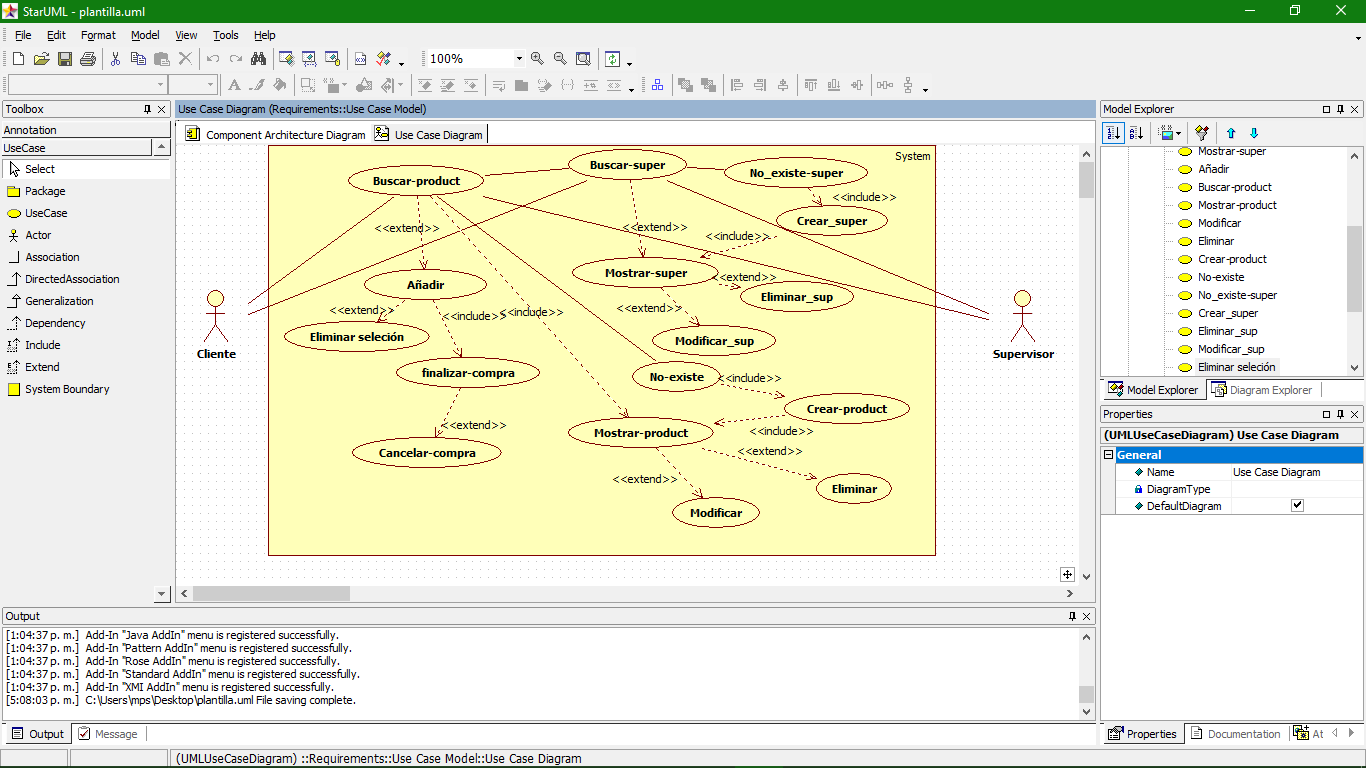 StarUML - plantilla.uml
File Edit Format Model View Tools Help
100%
Toolbox
Annotation
UseCase
Select
Package
UseCase
Actor
Association
DirectedAssociation
Generalization
Dependency
Include
Extend
System Boundary
Use Case Diagram (Requirements::Use Case Model)
Component Architecture Diagram Use Case Diagram
System
Buscar-super
Buscar-product
No_existe-super
<<include>>
Crear_super
<<extend>>
<<extend>>
<<include>>
Mostrar-super
<<extend>>
Añadir
Eliminar_sup
<<extend>>
<<extend>>
<<include>>
<<include>>
Eliminar seleción
Modificar_sup
Cliente
Supervisor
finalizar-compra
No-existe
<<include>>
Crear-product
<<extend>>
Mostrar-product
<<include>>
Cancelar-compra
<<extend>>
<<extend>>
Eliminar
Modificar
Model Explorer
Mostrar-super
Añadir
Buscar-product
Mostrar-product
Modificar
Eliminar
Crear-product
No-existe
No_existe-super
Crear_super
Eliminar_sup
Modificar_sup
Eliminar seleción
Model Explorer Diagram Explorer
Properties
(UMLUseCaseDiagram) Use Case Diagram
General
Name Use Case Diagram
DiagramType
DefaultDiagram
Output
[1:04:37 p. m.] Add-In "Java AddIn" menu is registered successfully.
[1:04:37 p. m.] Add-In "Pattern AddIn" menu is registered successfully.
[1:04:37 p. m.] Add-In "Rose AddIn" menu is registered successfully.
[1:04:37 p. m.] Add-In "Standard AddIn" menu is registered successfully.
[1:04:37 p. m.] Add-In "XMI AddIn" menu is registered successfully.
[5:08:03 p. m.] C:\Users\mps\Desktop\plantilla.uml File saving complete.
Output Message
Properties Documentation At
(UMLUseCaseDiagram) ::Requirements::Use Case Model::Use Case Diagram